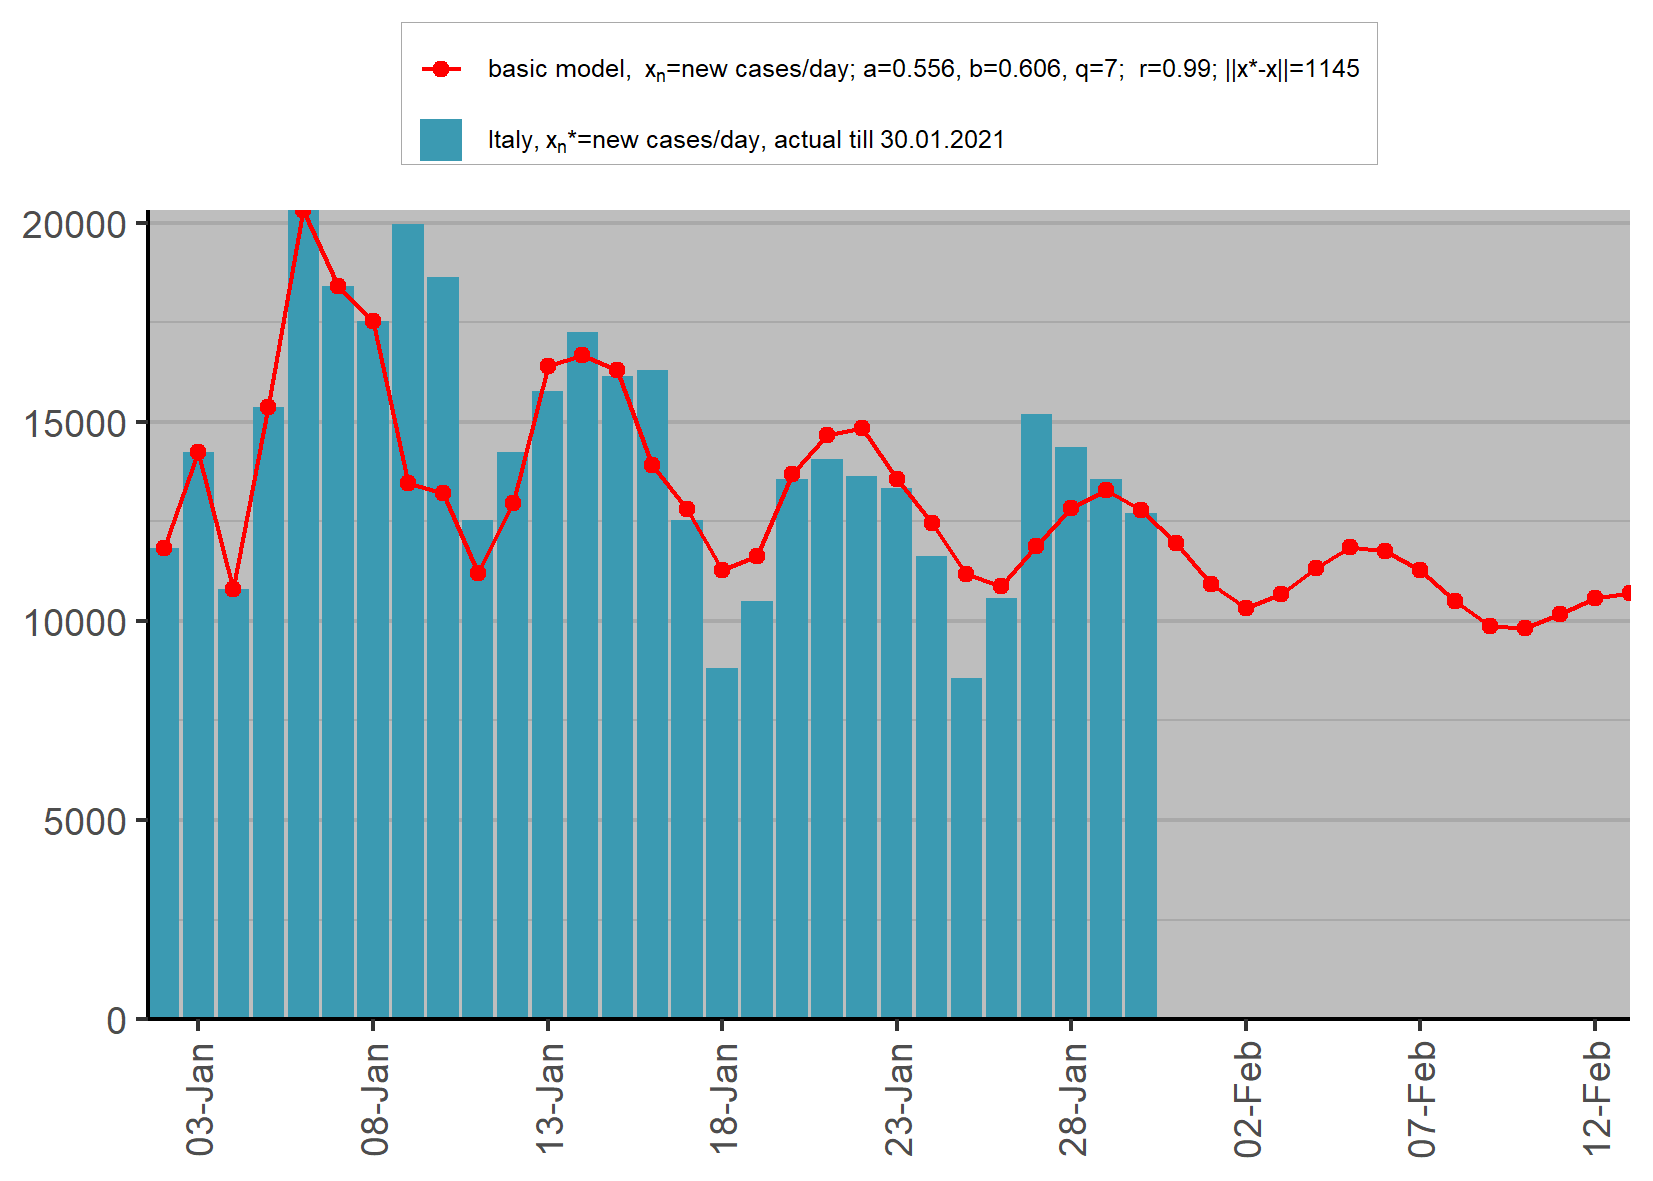 basic model, xₙ=new cases/day; a=0.556, b=0.606, q=7; r=0.99; ||x*-x||=1145
Italy, xₙ*=new cases/day, actual till 30.01.2021
20000
15000
10000
5000
0
03-Jan
08-Jan
13-Jan
18-Jan
23-Jan
28-Jan
02-Feb
07-Feb
12-Feb